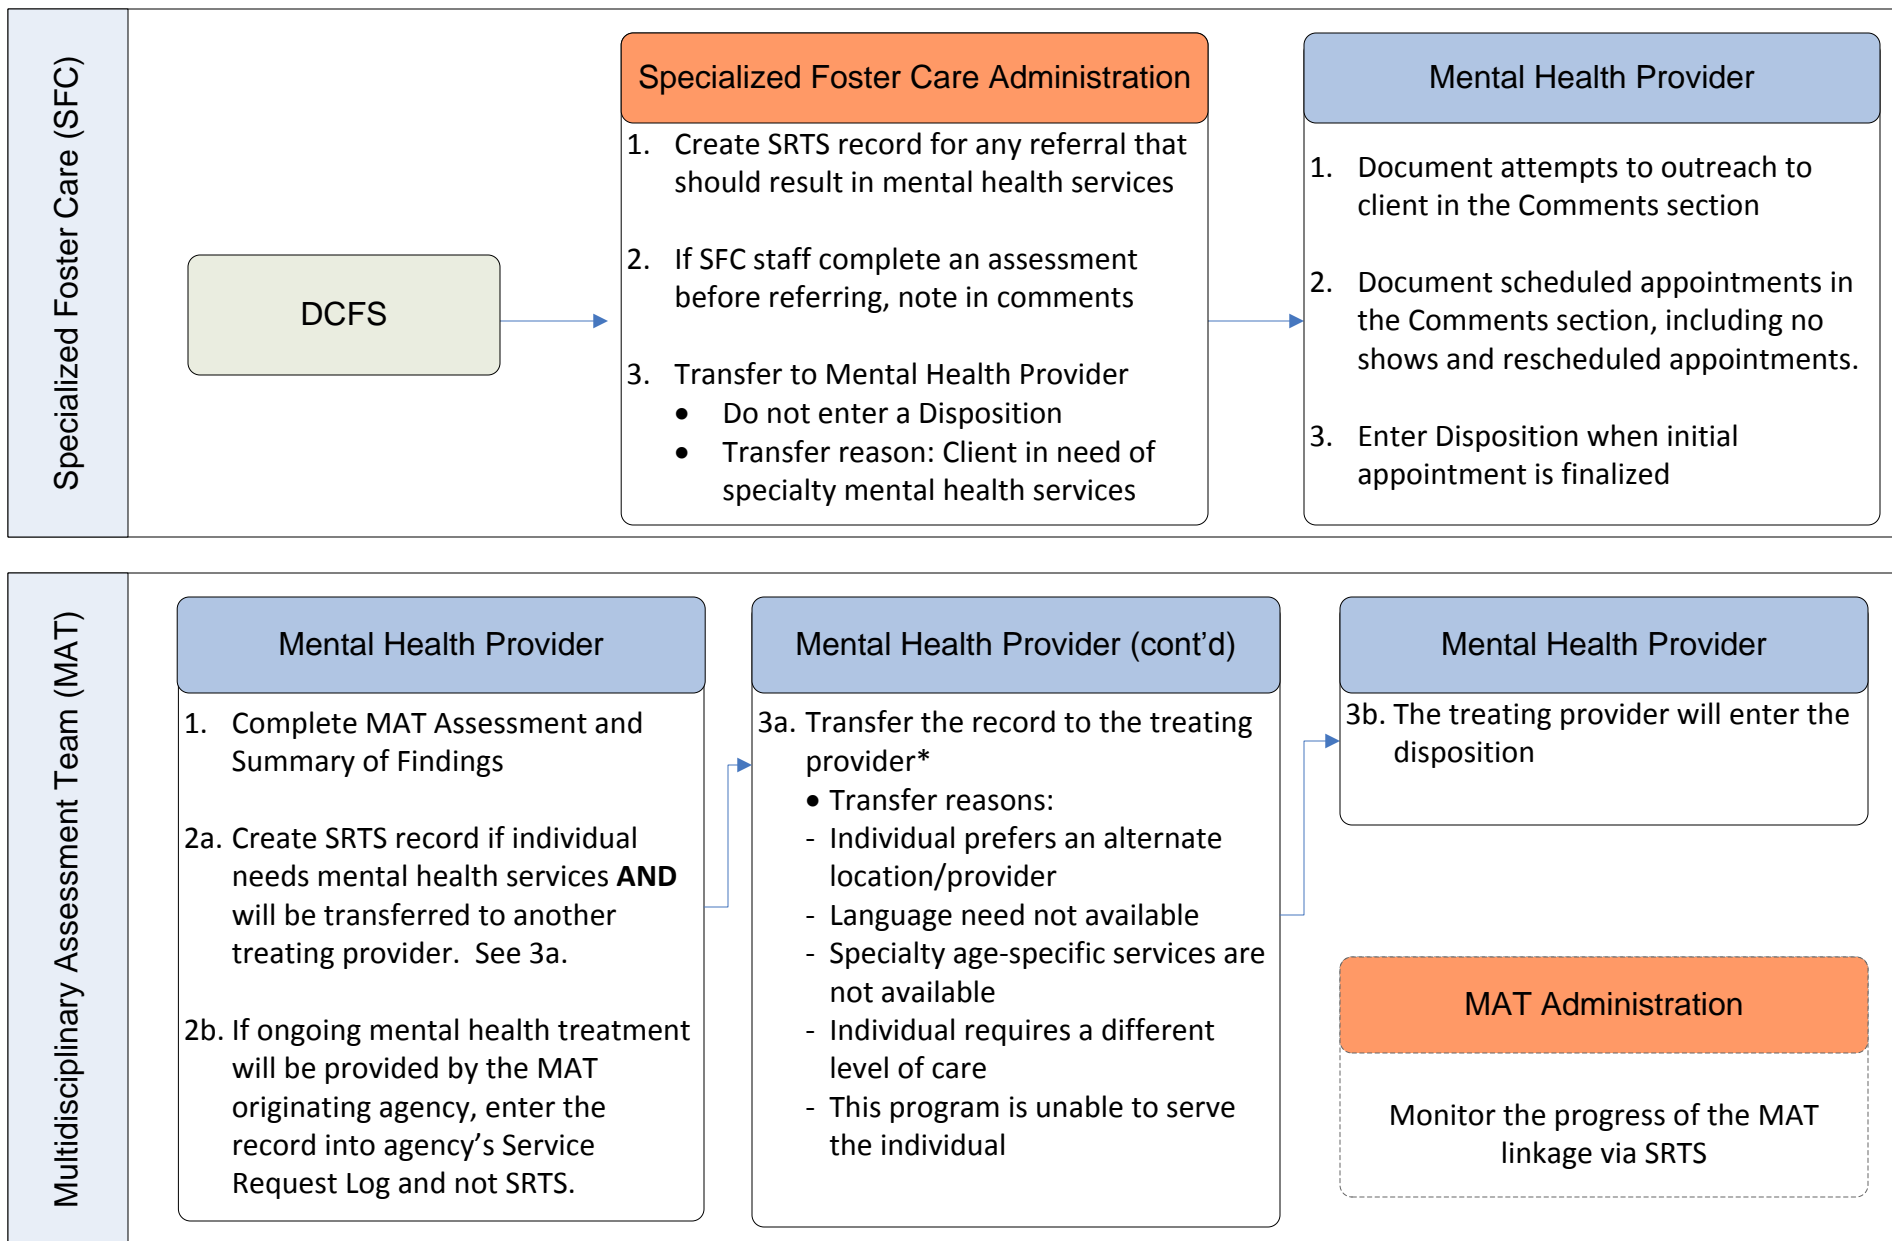 Specialized Foster Care (SFC)
DCFS
Specialized Foster Care Administration
1. Create SRTS record for any referral that
should result in mental health services
2. If SFC staff complete an assessment
before referring, note in comments
3. Transfer to Mental Health Provider
• Do not enter a Disposition
• Transfer reason: Client in need of
specialty mental health services
Mental Health Provider
1. Document attempts to outreach to
client in the Comments section
2. Document scheduled appointments in
the Comments section, including no
shows and rescheduled appointments.
3. Enter Disposition when initial
appointment is finalized
Multidisciplinary Assessment Team (MAT)
Mental Health Provider
1. Complete MAT Assessment and
Summary of Findings
2a. Create SRTS record if individual
needs mental health services AND
will be transferred to another
treating provider.  See 3a.
2b. If ongoing mental health treatment
will be provided by the MAT
originating agency, enter the
record into agency’s Service
Request Log and not SRTS.
Mental Health Provider (cont’d)
3a. Transfer the record to the treating
provider*
• Transfer reasons:
- Individual prefers an alternate
location/provider
- Language need not available
- Specialty age-specific services are
not available
- Individual requires a different
level of care
- This program is unable to serve
the individual
Mental Health Provider
3b. The treating provider will enter the
disposition
MAT Administration
Monitor the progress of the MAT
linkage via SRTS